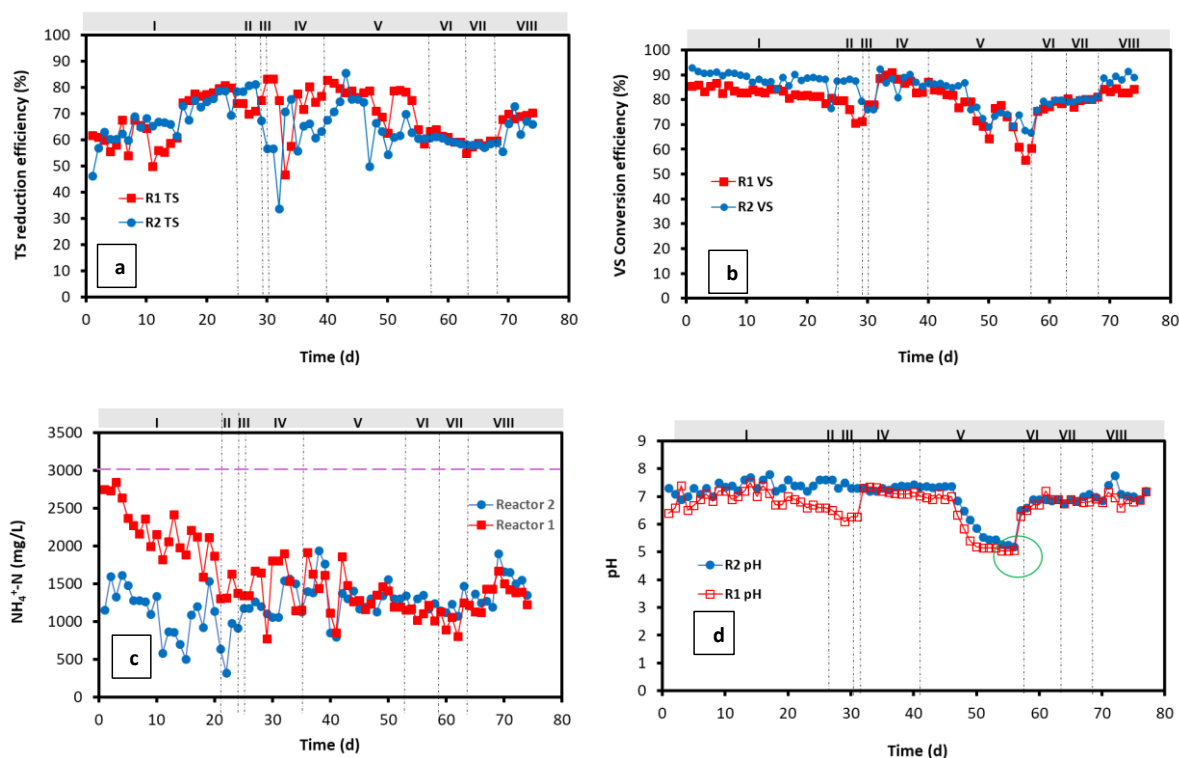 I II III IV V VI VII VIII
TS reduction efficiency (%)
100
90
80
70
60
50
40
30
20
10
0
R1 TS
R2 TS
a
0 10 20 30 40 50 60 70 80
Time (d)
I II III IV V VI VII VIII
VS Conversion efficiency (%)
100
90
80
70
60
50
40
30
20
10
0
R1 VS
R2 VS
b
0 10 20 30 40 50 60 70 80
Time (d)
I II III IV V VI VII VIII
NH₄⁺-N (mg/L)
3500
3000
2500
2000
1500
1000
500
0
Reactor 2
Reactor 1
c
0 10 20 30 40 50 60 70 80
Time (d)
I II III IV V VI VII VIII
pH
9
8
7
6
5
4
3
2
1
0
R2 pH
R1 pH
d
0 10 20 30 40 50 60 70 80
Time (d)